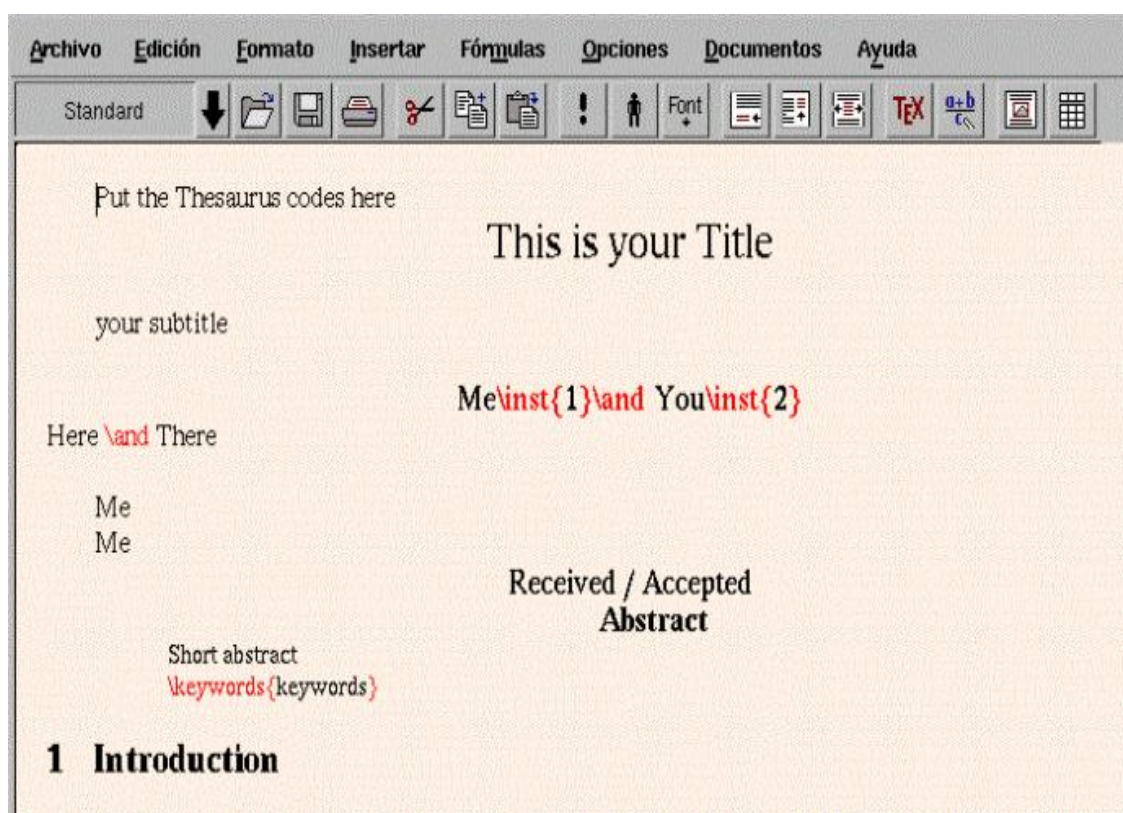 Archivo Edición Formato Insertar Fórmulas Opciones Documentos Ayuda
Standard Font TEX a+b c
Put the Thesaurus codes here
This is your Title
your subtitle
Me\inst{1}\and You\inst{2}
Here \and There
Me
Me
Received / Accepted
Abstract
Short abstract
\keywords{keywords}
1 Introduction